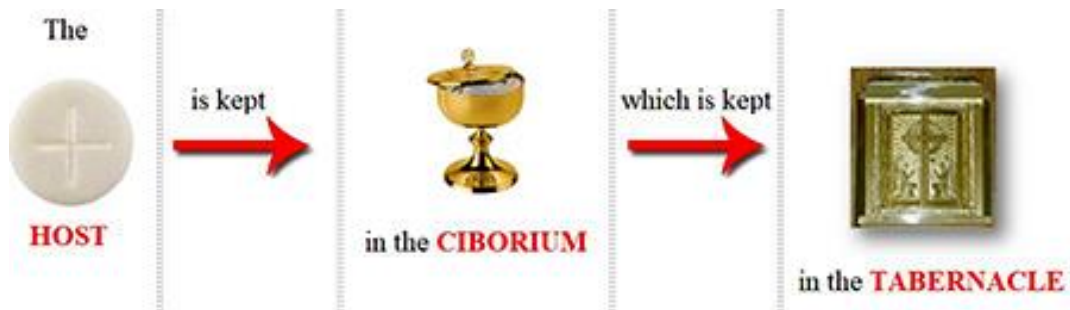 The
HOST
is kept
in the CIBORIUM
which is kept
in the TABERNACLE